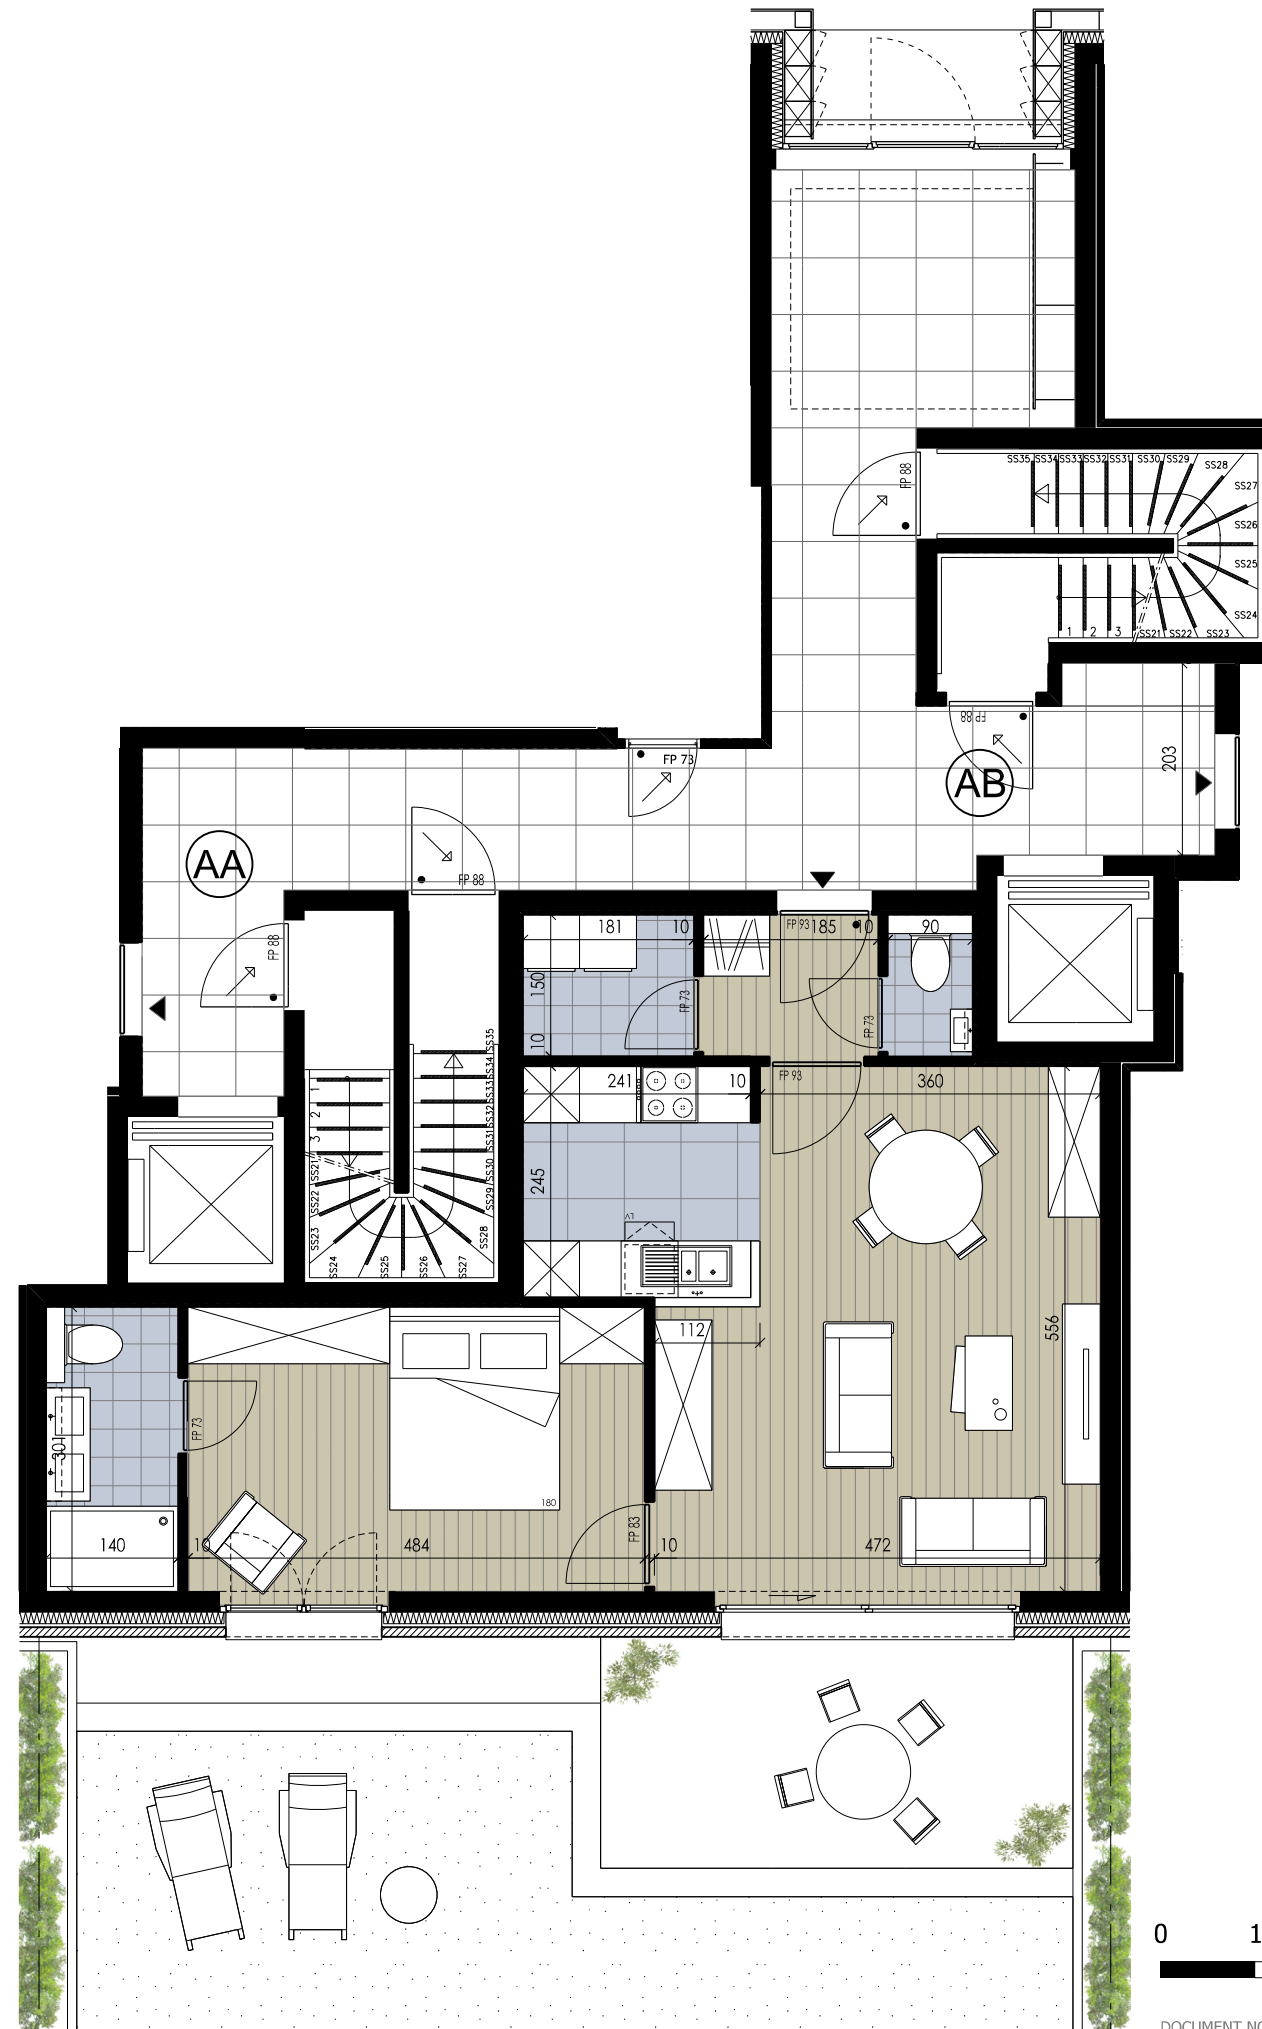 FP 88
SS35 SS34 SS33 SS32 SS31 SS30 SS29
SS28
SS27
SS26
SS25
SS24
1 2 3 SS21 SS22 SS23
FP 88
AB
203
FP 73
AA
FP 88
FP 88
181 10 FP 93 185 10 90
150
10
FP 73
FP 73
1
2
3
SS21
SS22
SS23
SS24
SS25
SS26
SS27
SS28
SS29
SS30
SS31
SS32
SS33
SS34
SS35
241 10 FP 93 360
245
LV
112
556
301
FP 73
180
FP 83
140 10 484 10 472
0 1
DOCUMENT NO